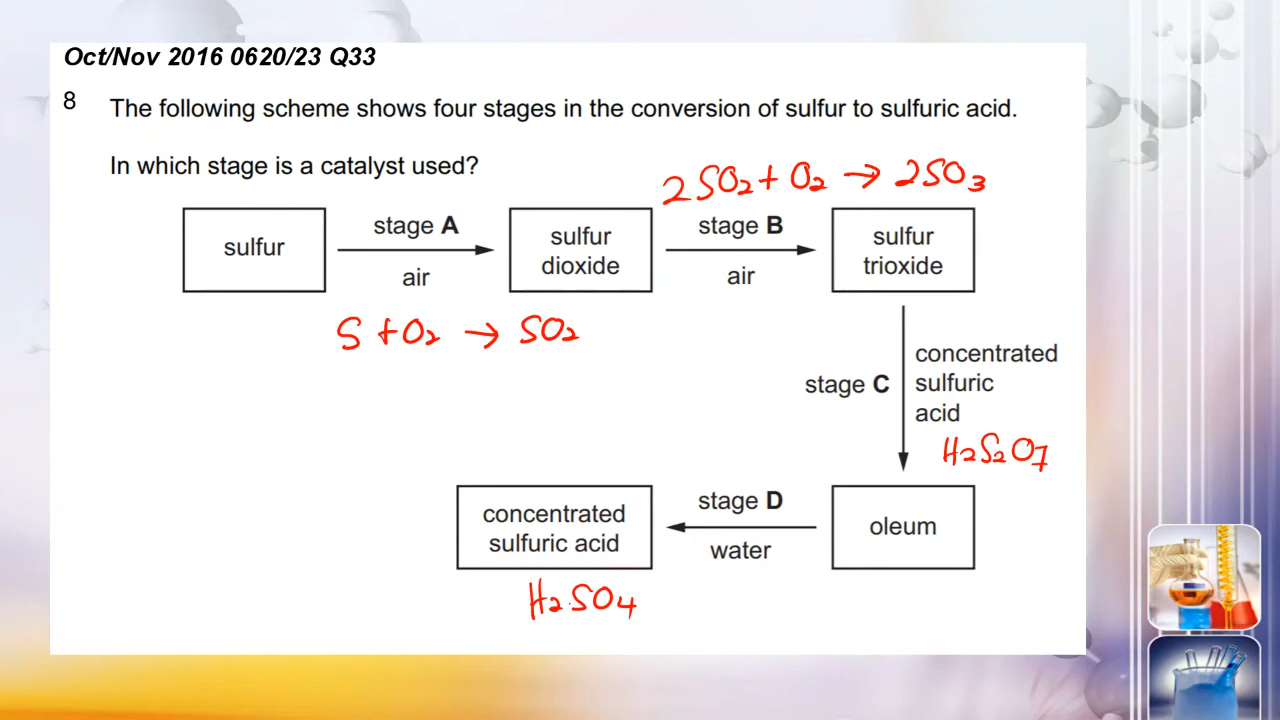 Oct/Nov 2016 0620/23 Q33
8 The following scheme shows four stages in the conversion of sulfur to sulfuric acid.
In which stage is a catalyst used?
2SO₂ + O₂ → 2SO₃
sulfur
stage A
air
sulfur
dioxide
stage B
air
sulfur
trioxide
S + O₂ → SO₂
stage C
concentrated
sulfuric
acid
H₂S₂O₇
concentrated
sulfuric acid
stage D
water
oleum
H₂SO₄